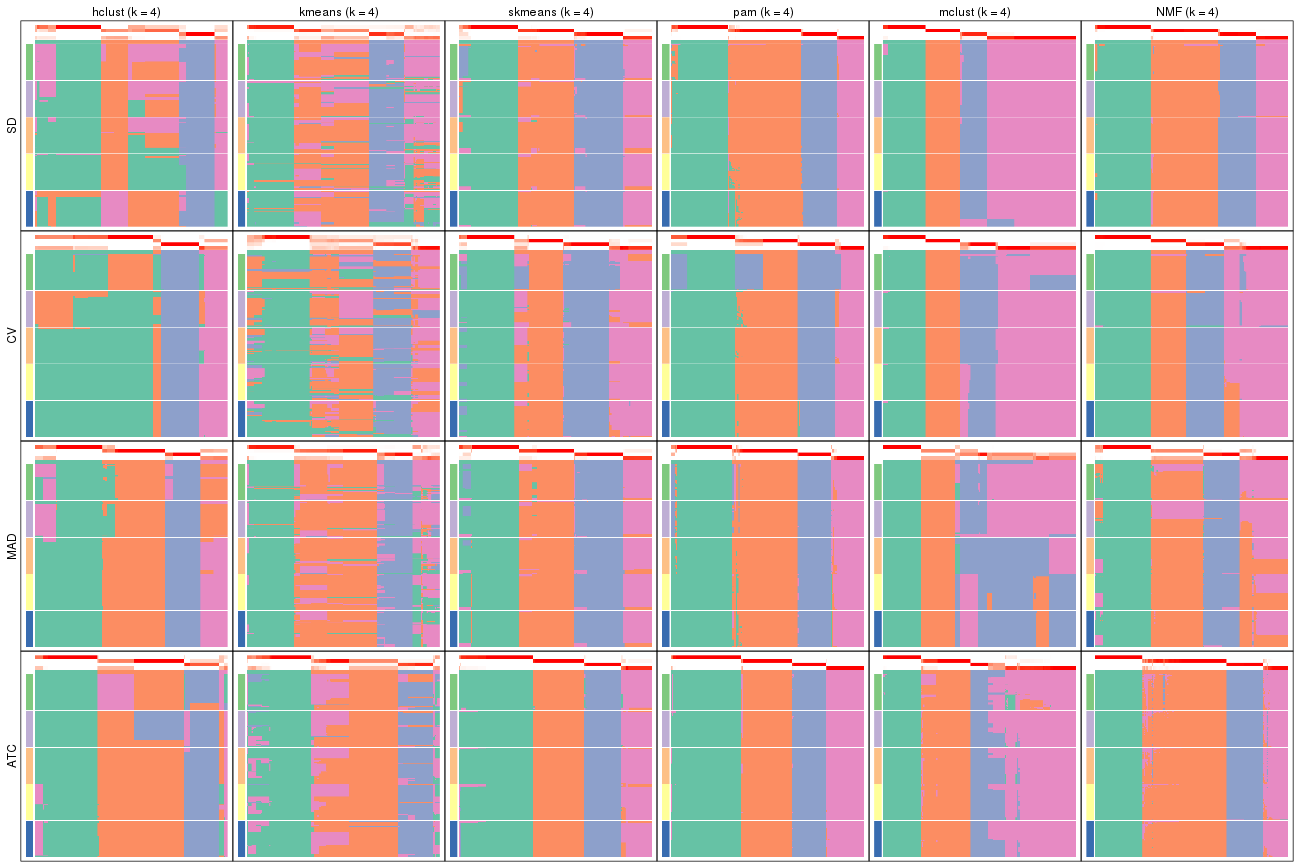 hclust (k = 4) kmeans (k = 4) skmeans (k = 4) pam (k = 4) mclust (k = 4) NMF (k = 4)
SD
CV
MAD
ATC